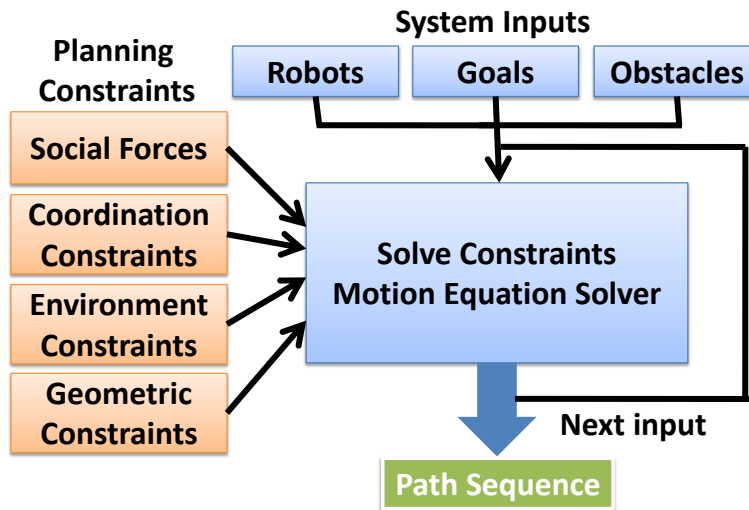 System Inputs
Planning
Constraints
Robots
Goals
Obstacles
Social Forces
Coordination
Constraints
Environment
Constraints
Geometric
Constraints
Solve Constraints
Motion Equation Solver
Next input
Path Sequence